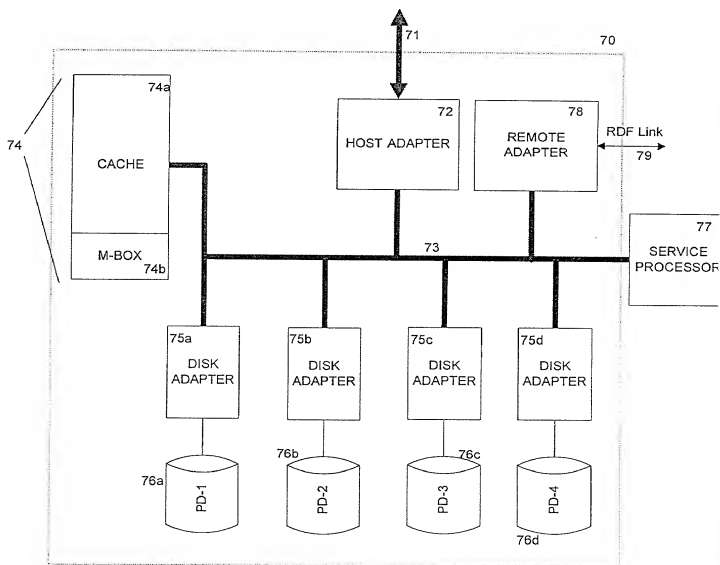 71
70
74a
72
78
RDF Link
79
HOST ADAPTER
REMOTE
ADAPTER
74
CACHE
77
SERVICE
PROCESSOR
73
M-BOX
74b
75a
75b
75c
75d
DISK
ADAPTER
DISK
ADAPTER
DISK
ADAPTER
DISK
ADAPTER
76a
76b
76c
76d
PD-1
PD-2
PD-3
PD-4